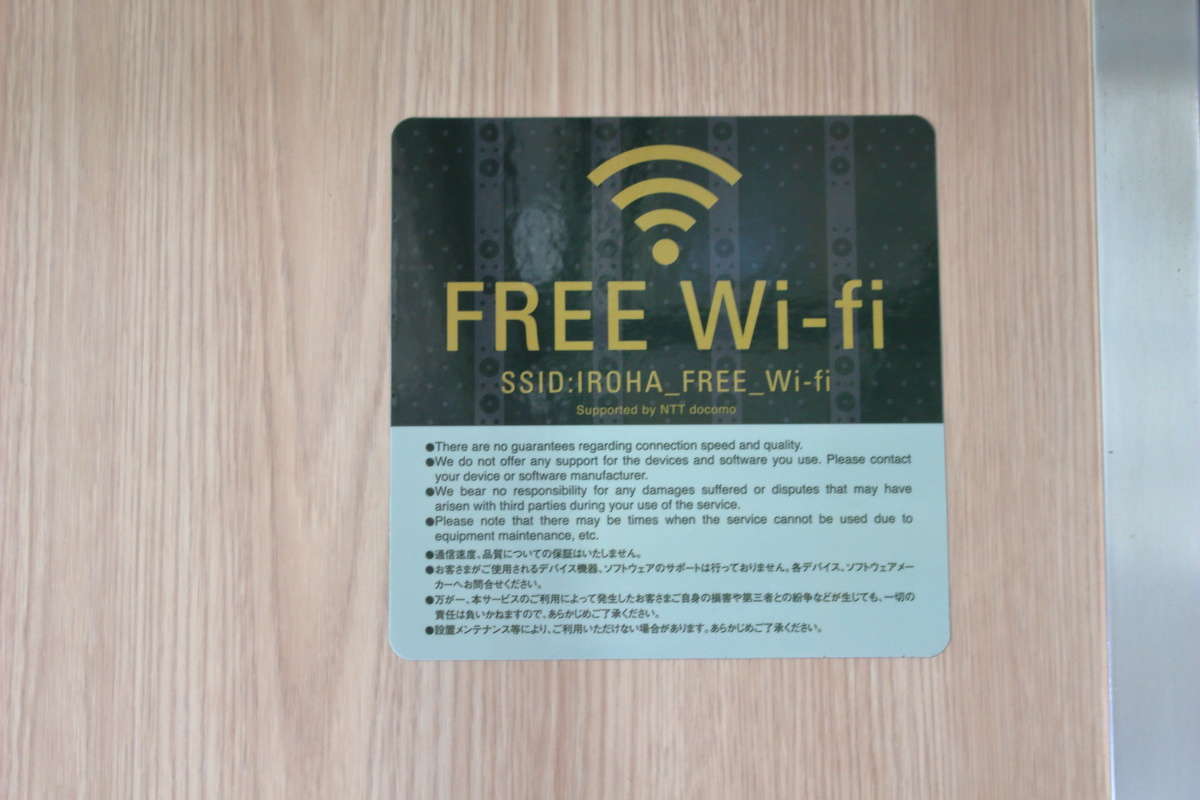 FREE Wi-fi
SSID:IROHA_FREE_Wi-fi
Supported by NTT docomo
●There are no guarantees regarding connection speed and quality.
●We do not offer any support for the devices and software you use. Please contact
your device or software manufacturer.
●We bear no responsibility for any damages suffered or disputes that may have
arisen with third parties during your use of the service.
●Please note that there may be times when the service cannot be used due to
equipment maintenance, etc.
●通信速度、品質についての保証はいたしません。
●お客さまがご使用されるデバイス機器、ソフトウェアのサポートは行っておりません。各デバイス、ソフトウェアメー
カーへお問合せください。
●万が一、本サービスのご利用によって発生したお客さまご自身の損害や第三者との紛争などが生じても、一切の
責任は負いかねますので、あらかじめご了承ください。
●設置メンテナンス等により、ご利用いただけない場合があります。あらかじめご了承ください。